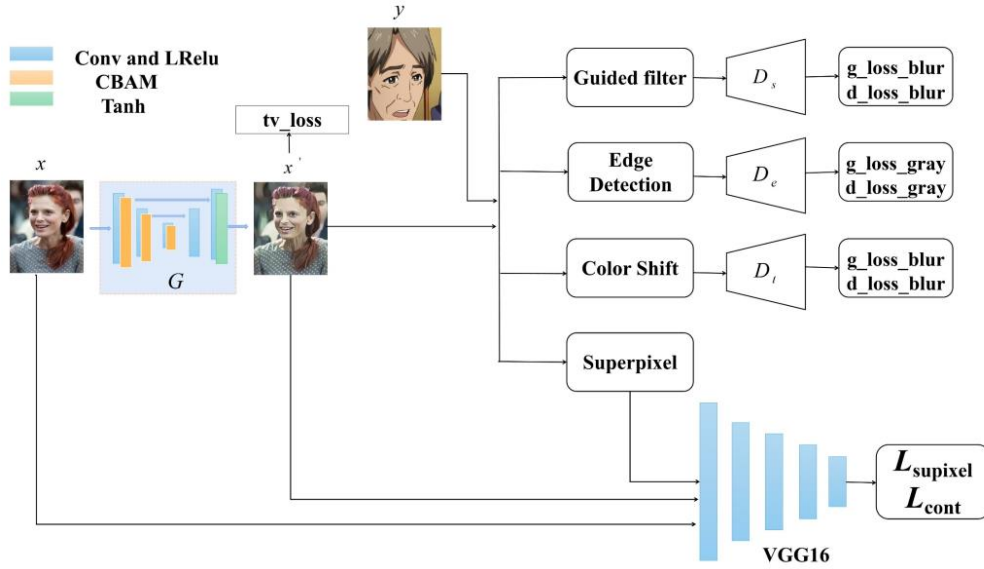 y
Conv and LRelu
CBAM
Tanh
tv_loss
x
x'
G
Guided filter
D_s
g_loss_blur
d_loss_blur
Edge
Detection
D_e
g_loss_gray
d_loss_gray
Color Shift
D_t
g_loss_blur
d_loss_blur
Superpixel
VGG16
L_supixel
L_cont